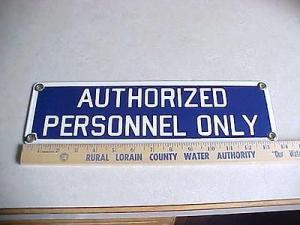 AUTHORIZED
PERSONNEL ONLY
RURAL LORAIN COUNTY WATER AUTHORITY